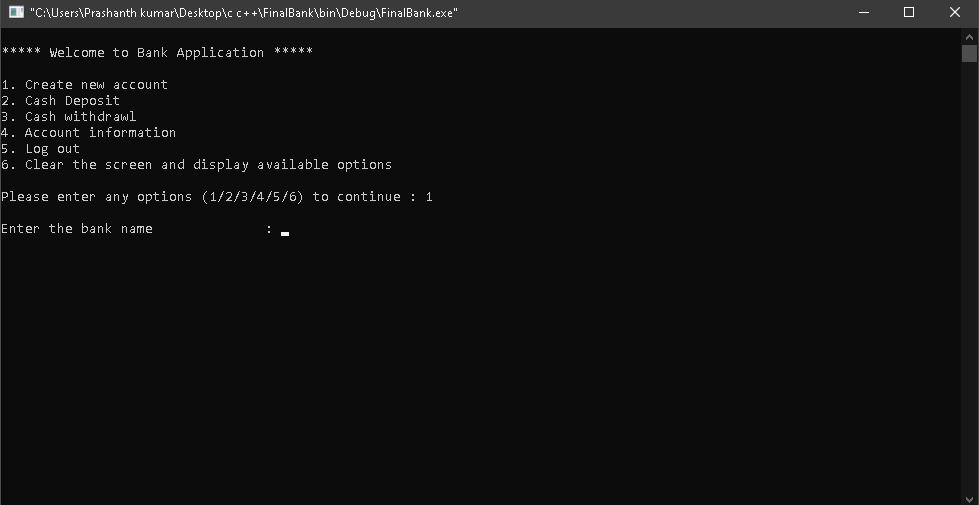 "C:\Users\Prashanth kumar\Desktop\c c++\FinalBank\bin\Debug\FinalBank.exe"
***** Welcome to Bank Application *****
1. Create new account
2. Cash Deposit
3. Cash withdrawl
4. Account information
5. Log out
6. Clear the screen and display available options
Please enter any options (1/2/3/4/5/6) to continue : 1
Enter the bank name :